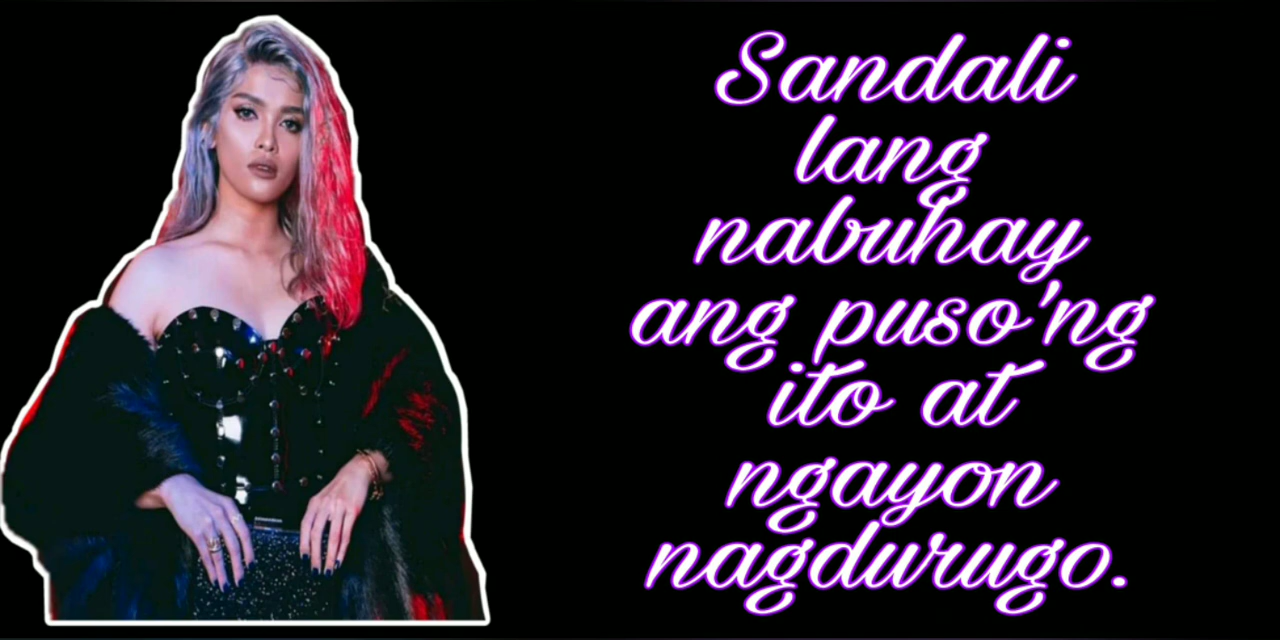 Sandali
lang
nabuhay
ang puso'ng
ito at
ngayon
nagdurugo.